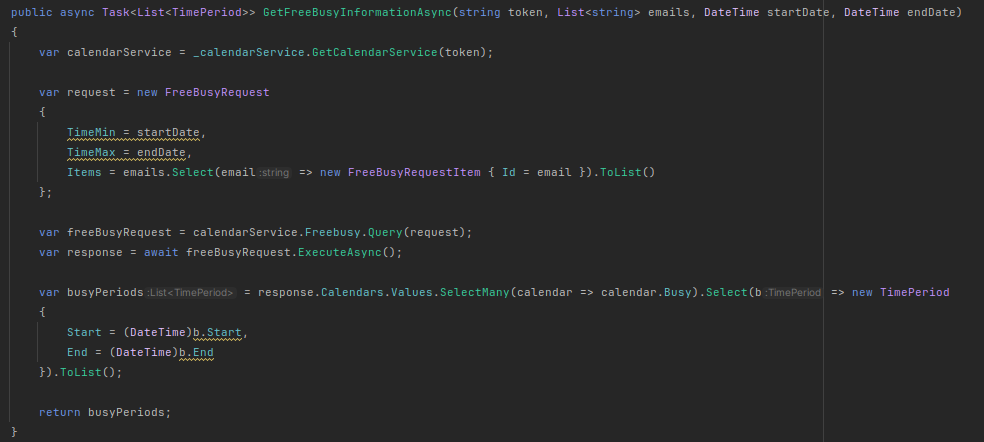 public async Task<List<TimePeriod>> GetFreeBusyInformationAsync(string token, List<string> emails, DateTime startDate, DateTime endDate)
{
var calendarService = _calendarService.GetCalendarService(token);
var request = new FreeBusyRequest
{
TimeMin = startDate,
TimeMax = endDate,
Items = emails.Select(email :string => new FreeBusyRequestItem { Id = email }).ToList()
};
var freeBusyRequest = calendarService.Freebusy.Query(request);
var response = await freeBusyRequest.ExecuteAsync();
var busyPeriods :List<TimePeriod> = response.Calendars.Values.SelectMany(calendar => calendar.Busy).Select(b :TimePeriod => new TimePeriod
{
Start = (DateTime)b.Start,
End = (DateTime)b.End
}).ToList();
return busyPeriods;
}